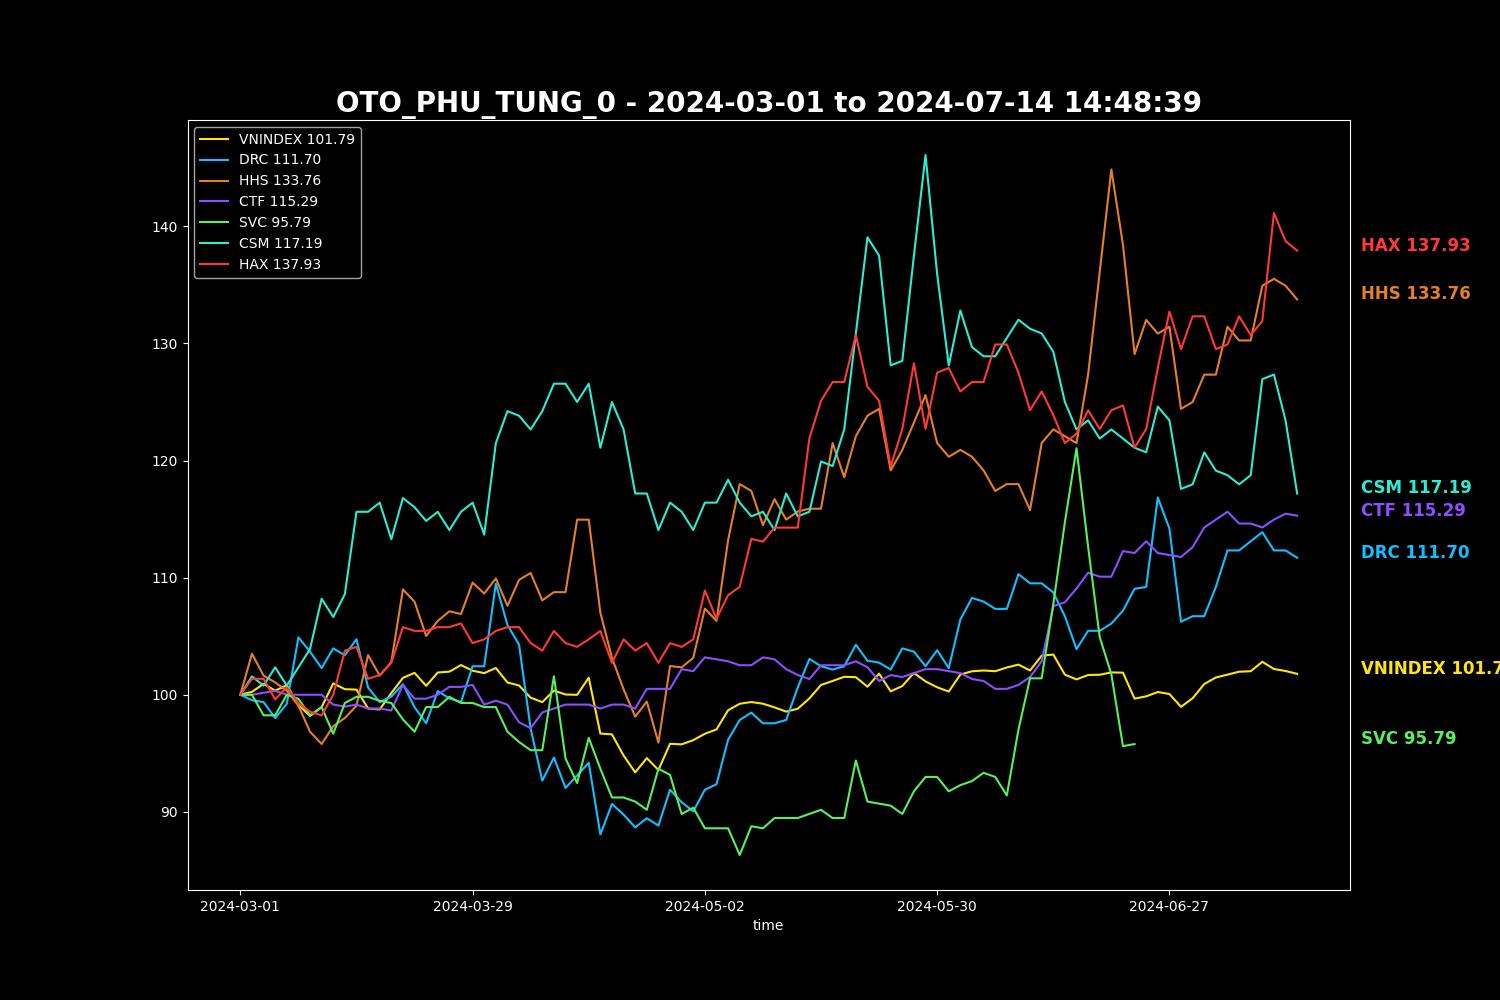 OTO_PHU_TUNG_0 - 2024-03-01 to 2024-07-14 14:48:39
VNINDEX 101.79
DRC 111.70
HHS 133.76
CTF 115.29
SVC 95.79
CSM 117.19
HAX 137.93
140
130
120
110
100
90
HAX 137.93
HHS 133.76
CSM 117.19
CTF 115.29
DRC 111.70
VNINDEX 101.7
SVC 95.79
2024-03-01
2024-03-29
2024-05-02
2024-05-30
2024-06-27
time